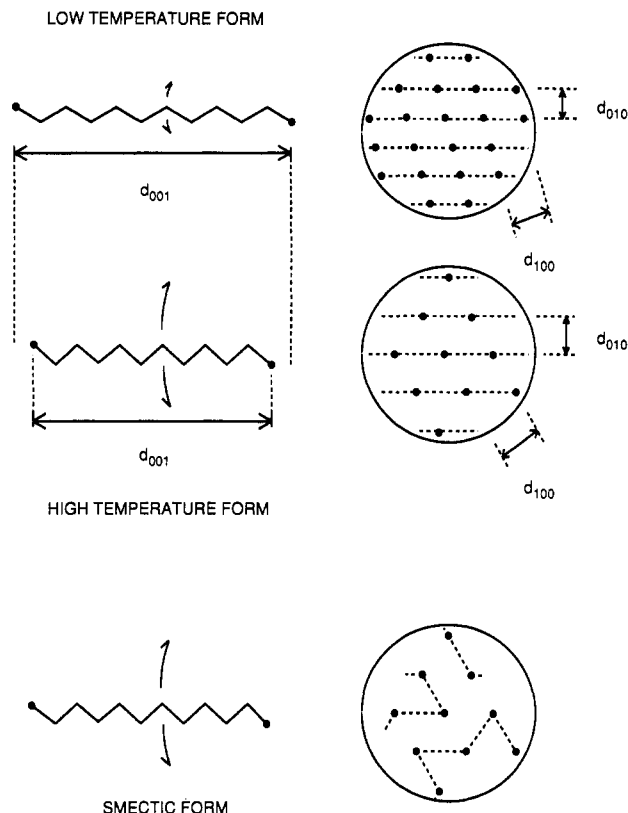 LOW TEMPERATURE FORM
d010
d001
d100
d010
d001
d100
HIGH TEMPERATURE FORM
SMECTIC FORM